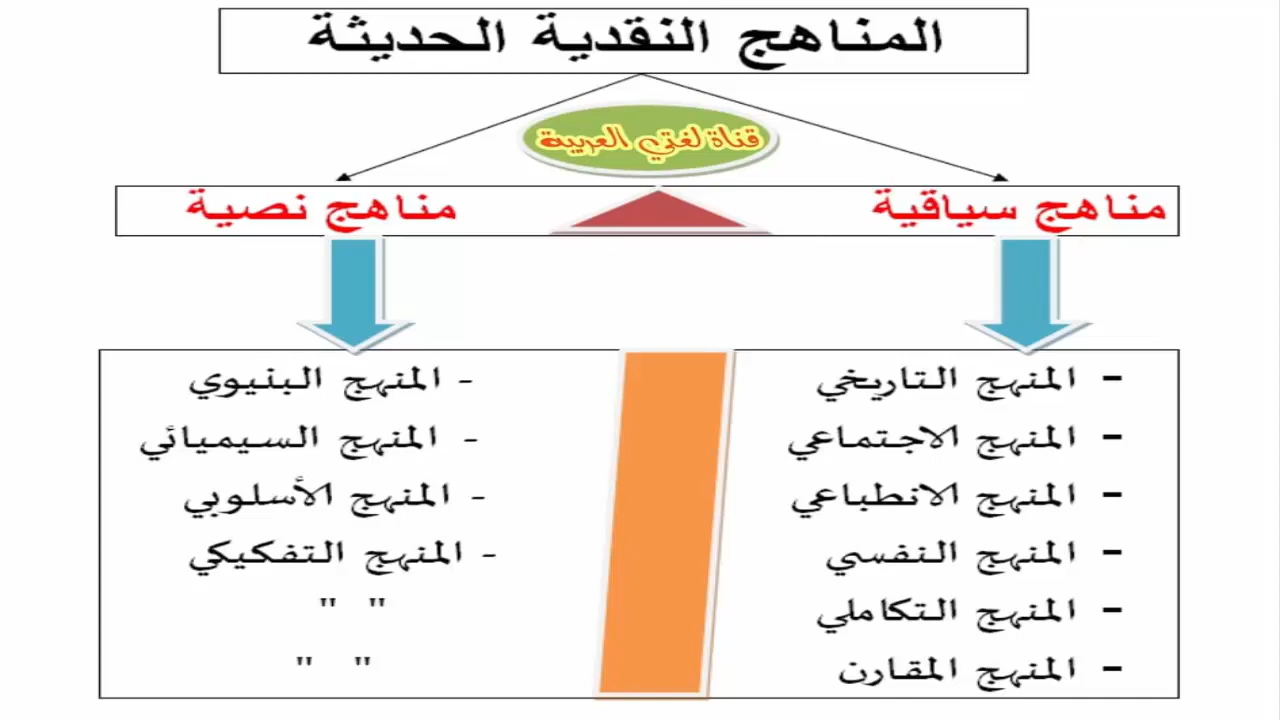 المناهج النقدية الحديثة
قناة لغتي العربية
مناهج سياقية
مناهج نصية
- المنهج التاريخي
- المنهج الاجتماعي
- المنهج الانطباعي
- المنهج النفسي
- المنهج التكاملي
- المنهج المقارن
- المنهج البنيوي
- المنهج السيميائي
- المنهج الأسلوبي
- المنهج التفكيكي
" "
" "